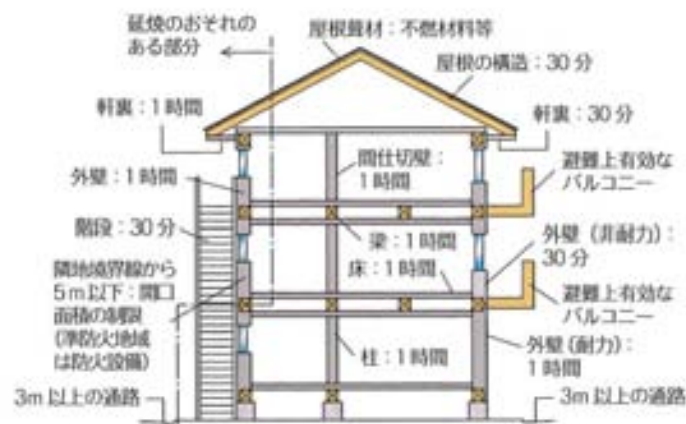 延焼のおそれの
ある部分
屋根葺材：不燃材料等
屋根の構造：30分
軒裏：1時間
軒裏：30分
間仕切壁：
1時間
避難上有効な
バルコニー
外壁：1時間
階段：30分
梁：1時間
外壁（非耐力）：
30分
隣地境界線から
5m以下：開口
面積の制限
（準防火地域
は防火設備）
床：1時間
避難上有効な
バルコニー
柱：1時間
外壁（耐力）：
1時間
3m以上の通路
3m以上の通路